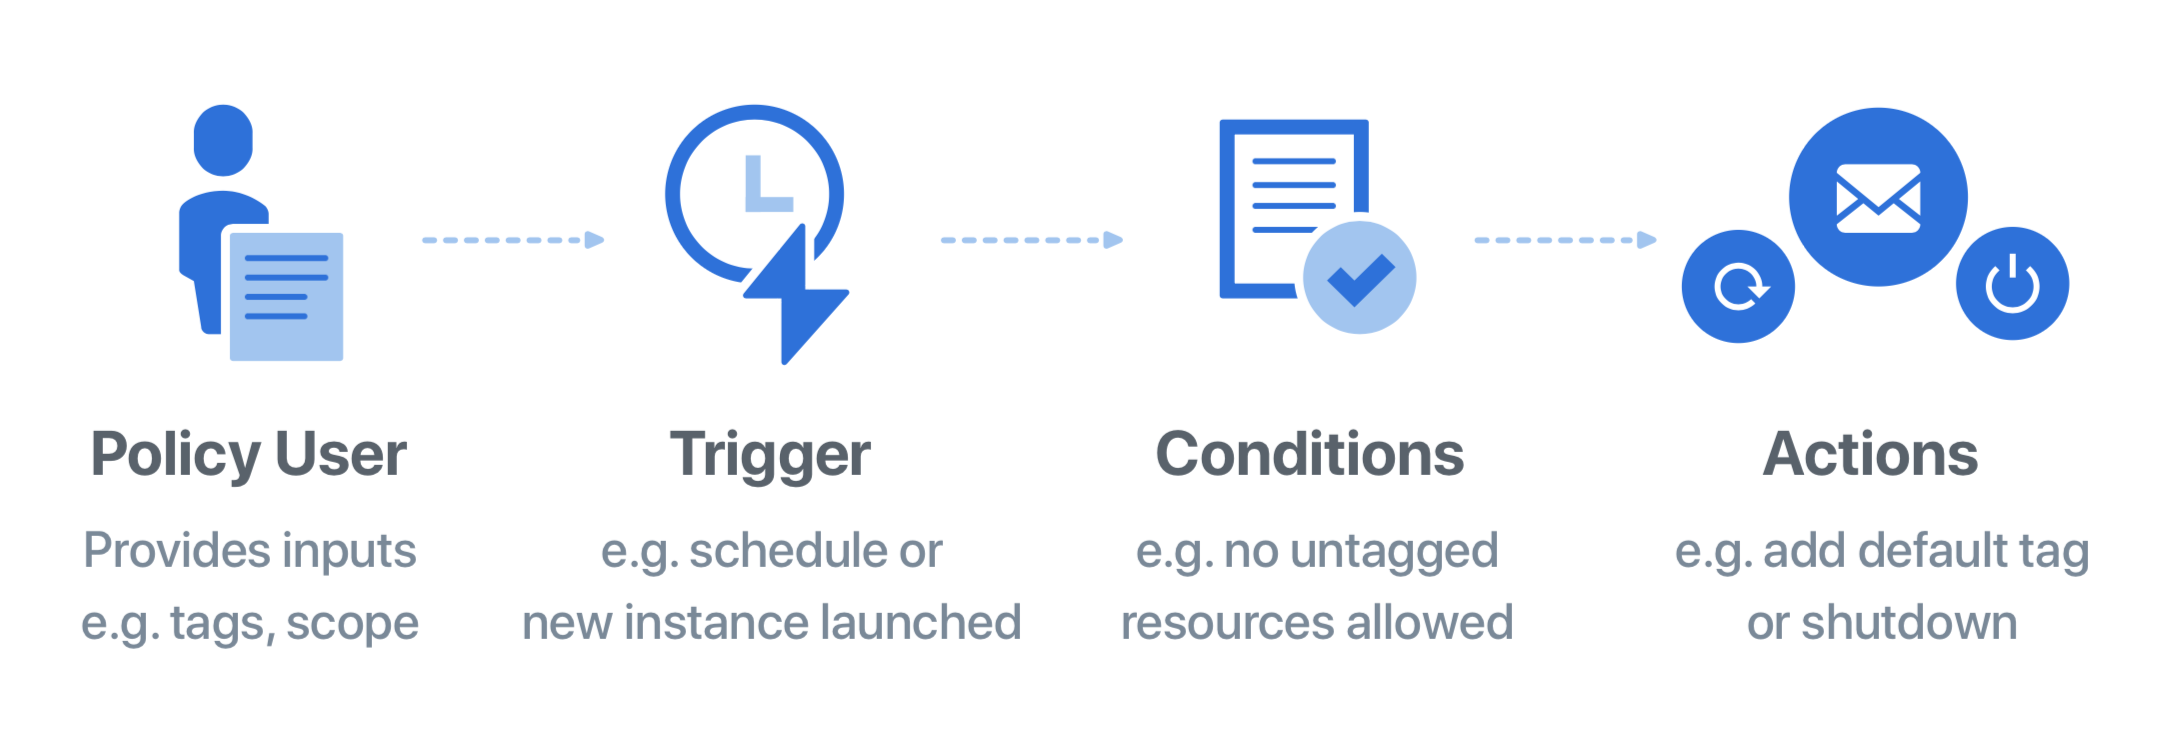 Policy User
Provides inputs
e.g. tags, scope
Trigger
e.g. schedule or
new instance launched
Conditions
e.g. no untagged
resources allowed
Actions
e.g. add default tag
or shutdown